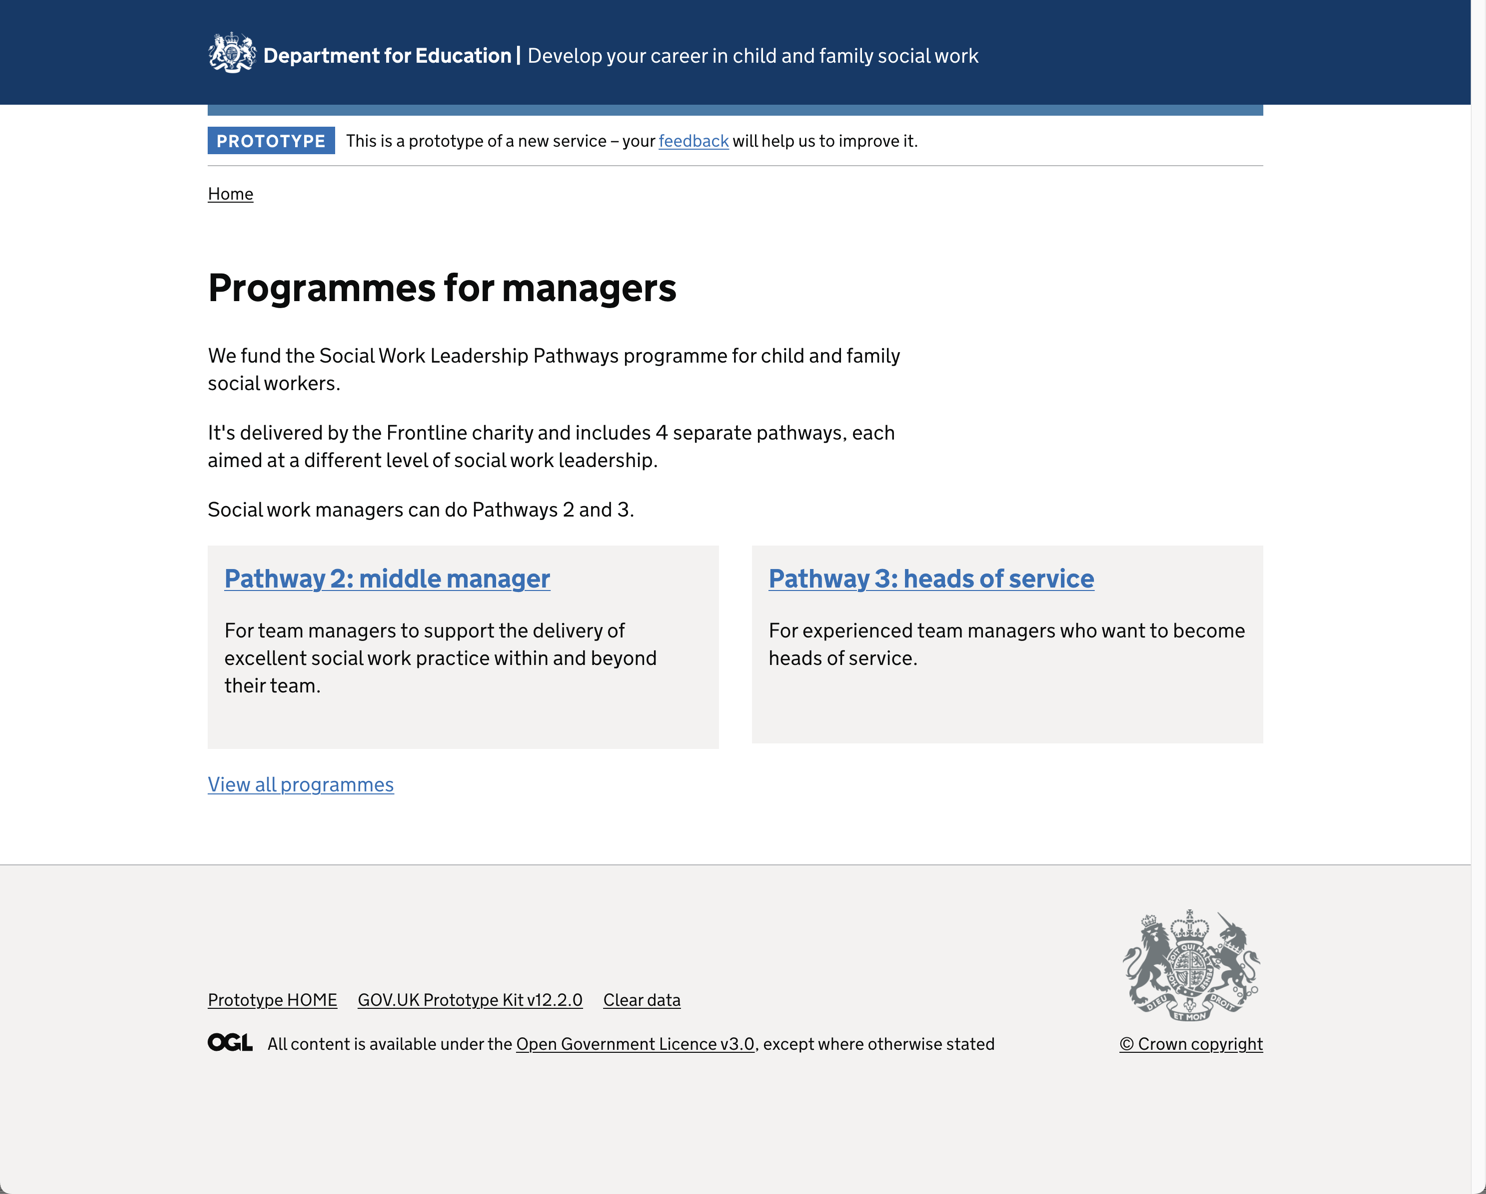 Department for Education | Develop your career in child and family social work
PROTOTYPE This is a prototype of a new service – your feedback will help us to improve it.
Home
Programmes for managers
We fund the Social Work Leadership Pathways programme for child and family
social workers.
It's delivered by the Frontline charity and includes 4 separate pathways, each
aimed at a different level of social work leadership.
Social work managers can do Pathways 2 and 3.
Pathway 2: middle manager
For team managers to support the delivery of
excellent social work practice within and beyond
their team.
Pathway 3: heads of service
For experienced team managers who want to become
heads of service.
View all programmes
Prototype HOME GOV.UK Prototype Kit v12.2.0 Clear data
OGL All content is available under the Open Government Licence v3.0, except where otherwise stated
DIEU ET MON DROIT
© Crown copyright